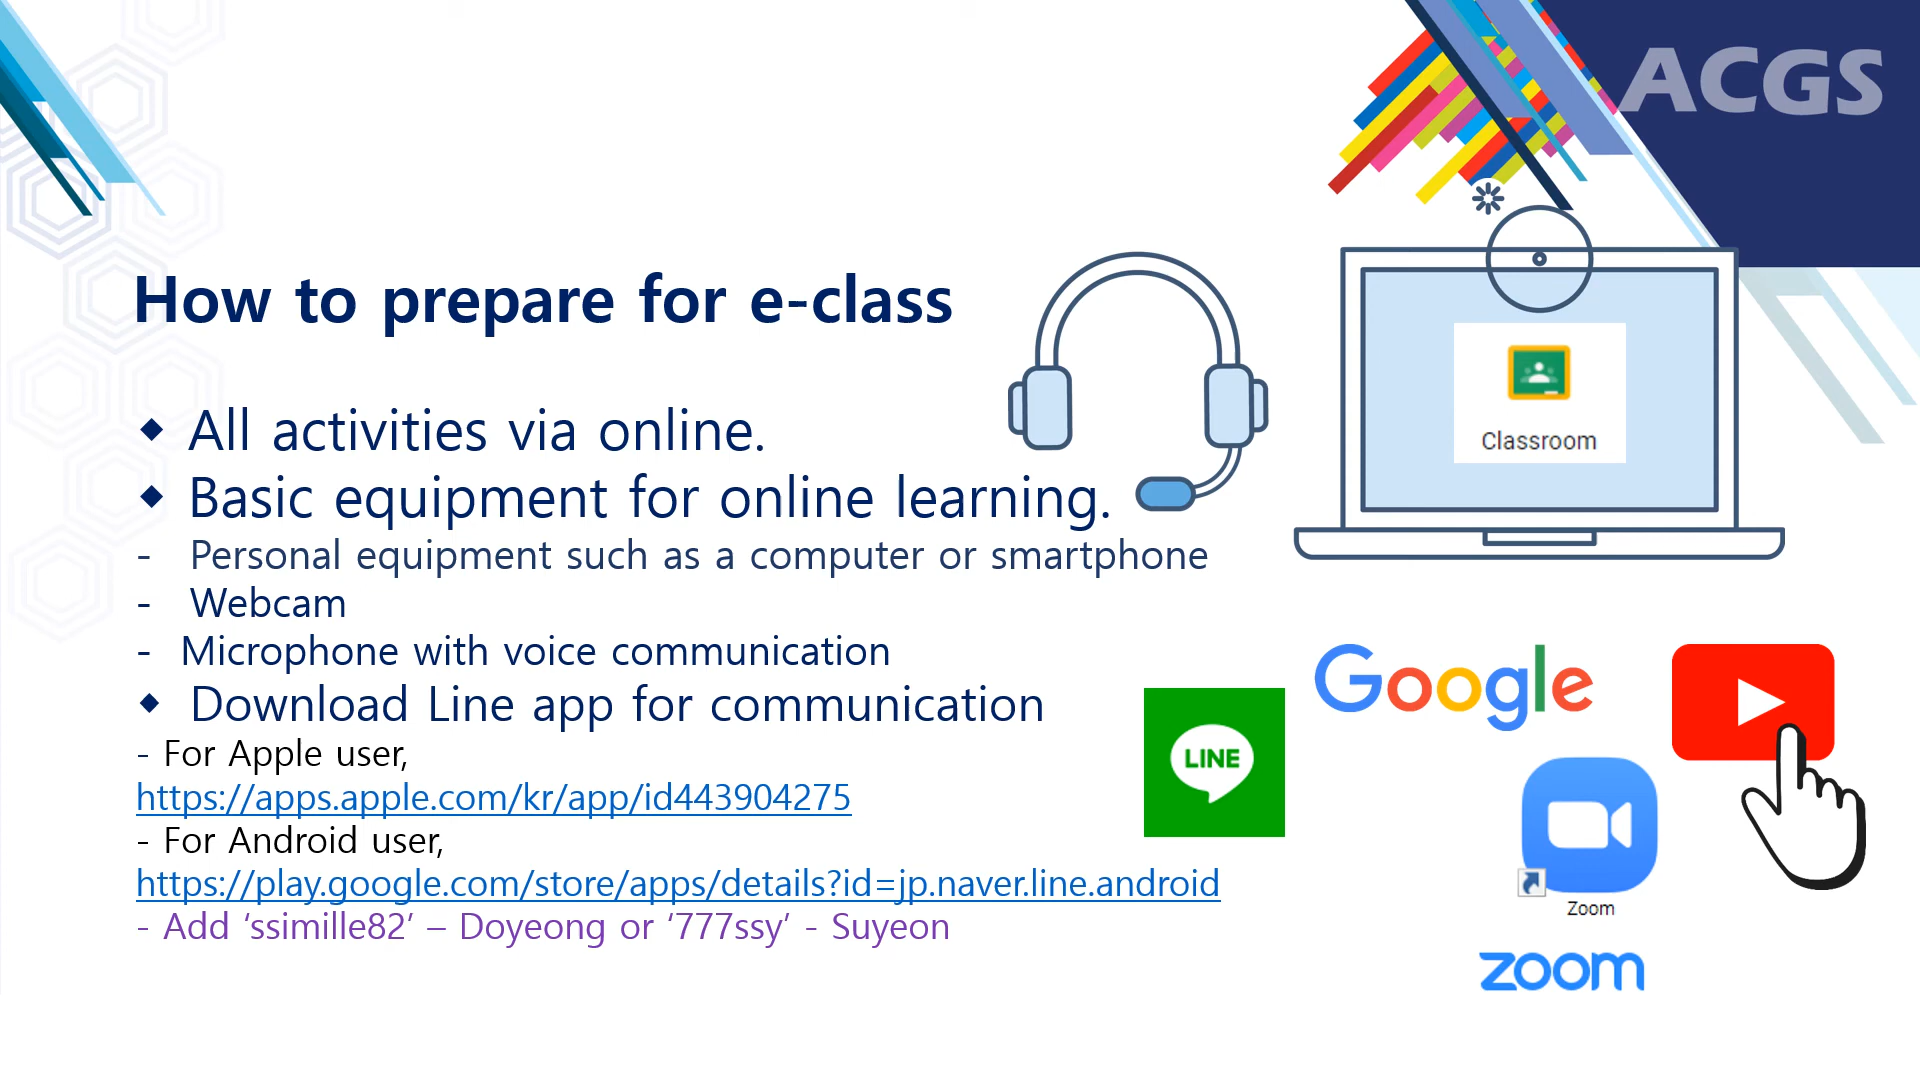 ACGS
How to prepare for e-class
◆ All activities via online.
◆ Basic equipment for online learning.
- Personal equipment such as a computer or smartphone
- Webcam
- Microphone with voice communication
◆ Download Line app for communication
- For Apple user,
https://apps.apple.com/kr/app/id443904275
- For Android user,
https://play.google.com/store/apps/details?id=jp.naver.line.android
- Add ‘ssimille82’ – Doyeong or ‘777ssy’ - Suyeon
Classroom
Google
LINE
Zoom
zoom